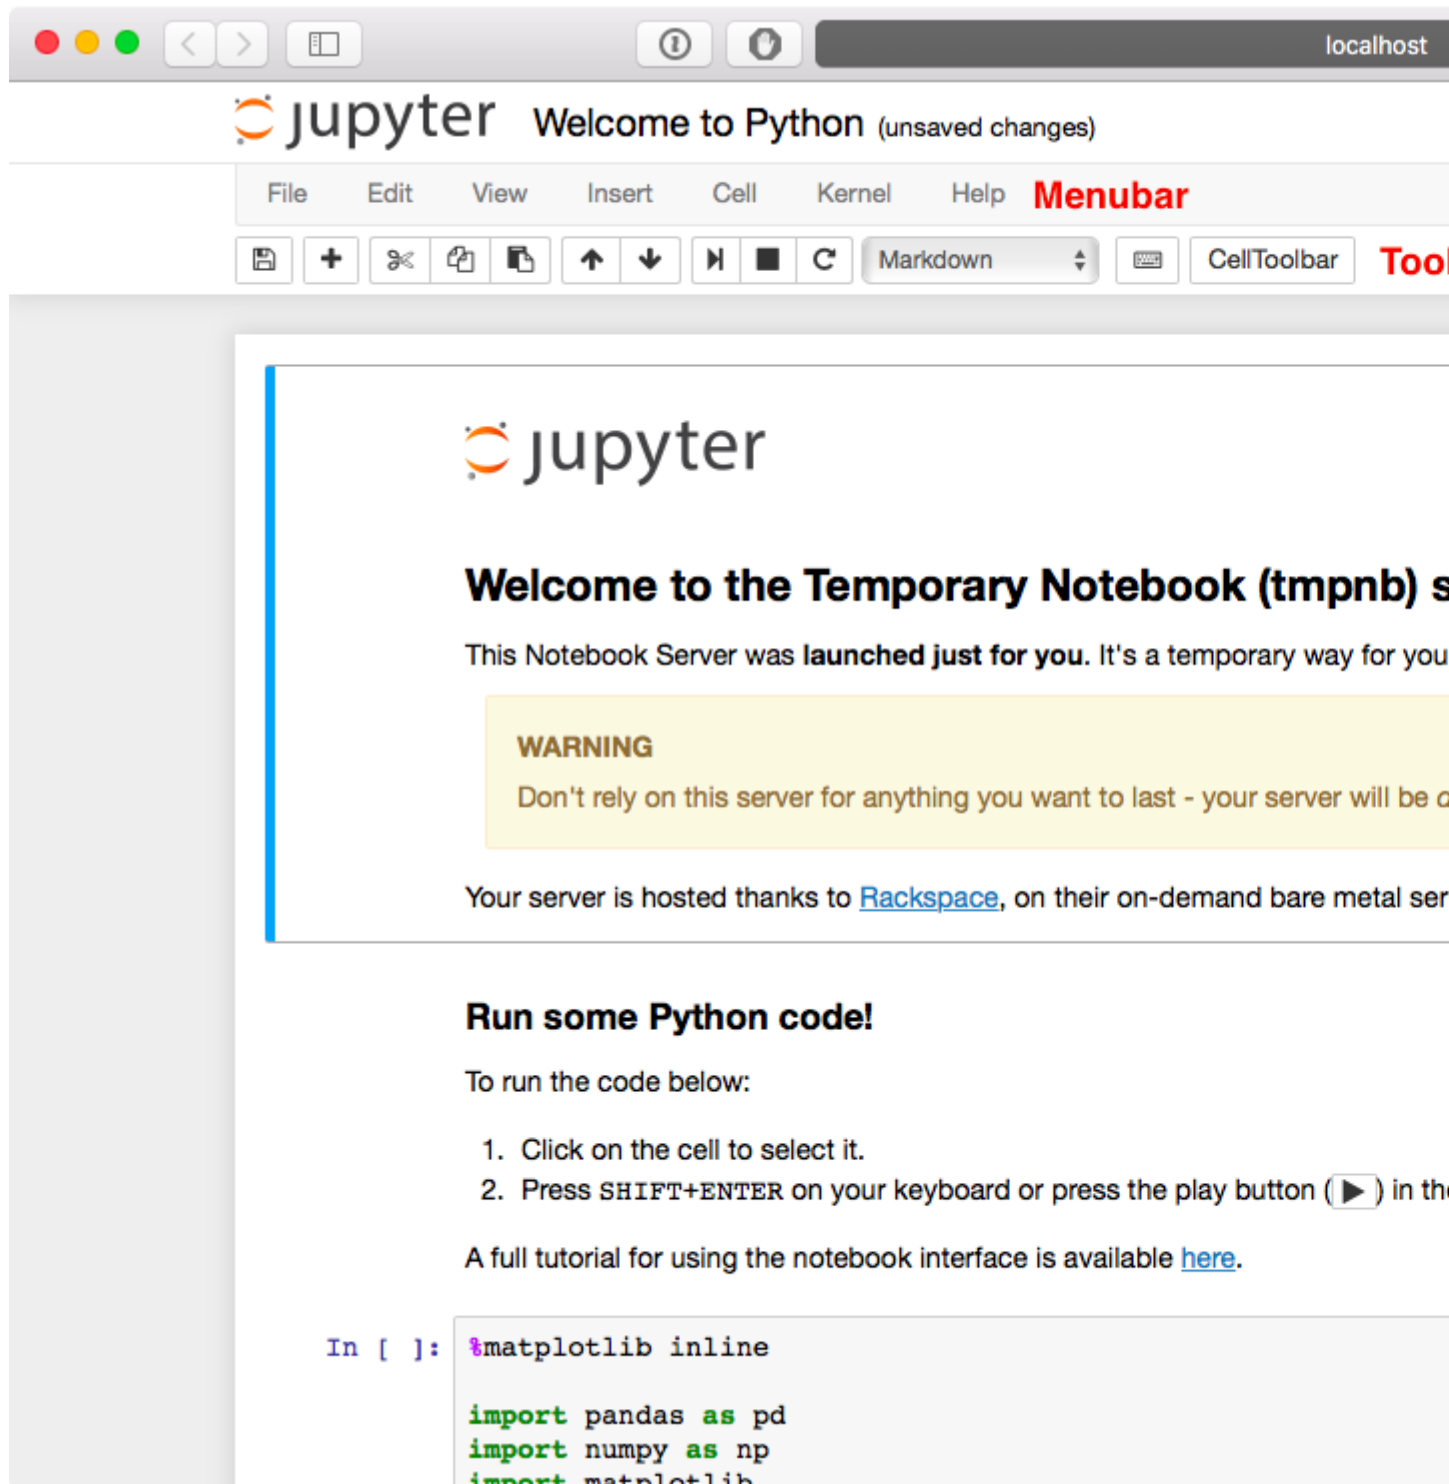 localhost
jupyter Welcome to Python (unsaved changes)
File Edit View Insert Cell Kernel Help Menubar
Markdown CellToolbar
jupyter
Welcome to the Temporary Notebook (tmpnb)
This Notebook Server was launched just for you. It's a temporary way for you
WARNING
Don't rely on this server for anything you want to last - your server will be
Your server is hosted thanks to Rackspace, on their on-demand bare metal
Run some Python code!
To run the code below:
1. Click on the cell to select it.
2. Press SHIFT+ENTER on your keyboard or press the play button (▶) in
A full tutorial for using the notebook interface is available here.
In [ ]: %matplotlib inline
import pandas as pd
import numpy as np
import matplotlib